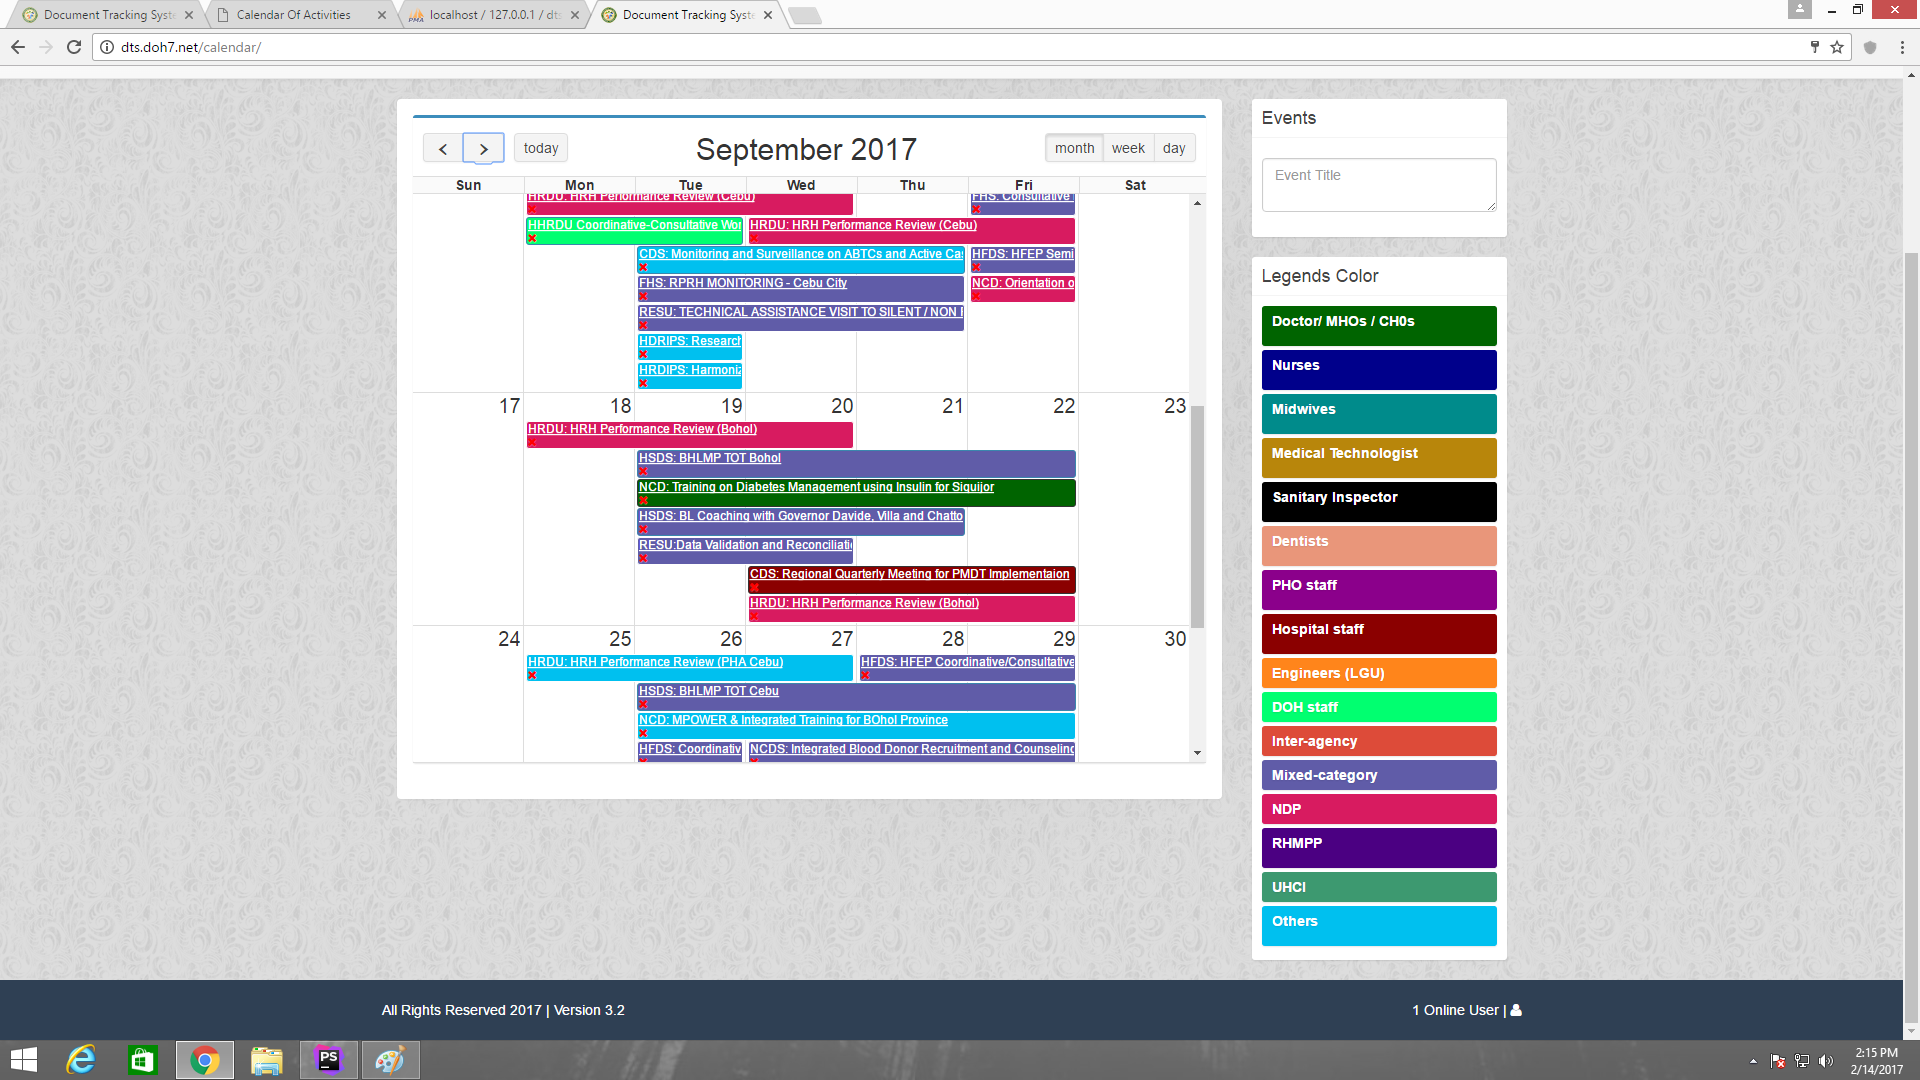 Document Tracking Syste
Calendar Of Activities
localhost / 127.0.0.1 / dts
Document Tracking Syste
dts.doh7.net/calendar/
today
September 2017
month week day
Sun Mon Tue Wed Thu Fri Sat
HRDU: HRH Performance Review (Cebu)
FHS: Consultative
HHRDU Coordinative-Consultative Wor
HRDU: HRH Performance Review (Cebu)
CDS: Monitoring and Surveillance on ABTCs and Active Cas
HFDS: HFEP Semi
FHS: RPRH MONITORING - Cebu City
NCD: Orientation o
RESU: TECHNICAL ASSISTANCE VISIT TO SILENT / NON
HDRIPS: Research
HRDIPS: Harmoniz
17 18 19 20 21 22 23
HRDU: HRH Performance Review (Bohol)
HSDS: BHLMP TOT Bohol
NCD: Training on Diabetes Management using Insulin for Siquijor
HSDS: BL Coaching with Governor Davide, Villa and Chatto
RESU:Data Validation and Reconciliati
CDS: Regional Quarterly Meeting for PMDT Implementaion
HRDU: HRH Performance Review (Bohol)
24 25 26 27 28 29 30
HRDU: HRH Performance Review (PHA Cebu)
HFDS: HFEP Coordinative/Consultative
HSDS: BHLMP TOT Cebu
NCD: MPOWER & Integrated Training for BOhol Province
HFDS: Coordinativ
NCDS: Integrated Blood Donor Recruitment and Counseling
Events
Event Title
Legends Color
Doctor/ MHOs / CH0s
Nurses
Midwives
Medical Technologist
Sanitary Inspector
Dentists
PHO staff
Hospital staff
Engineers (LGU)
DOH staff
Inter-agency
Mixed-category
NDP
RHMPP
UHCI
Others
All Rights Reserved 2017 | Version 3.2
1 Online User |
PS
2:15 PM
2/14/2017